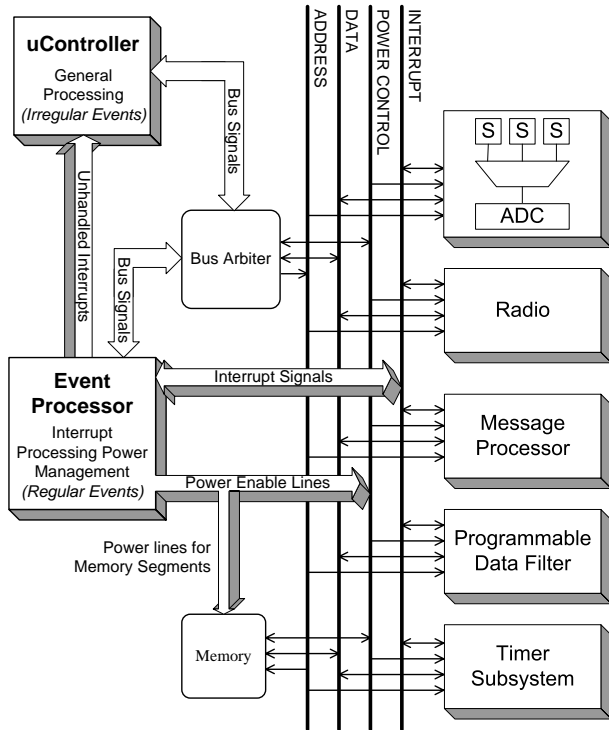 uController
General
Processing
(Irregular Events)
Bus Signals
ADDRESS
DATA
POWER CONTROL
INTERRUPT
S S S
ADC
Unhandled Interrupts
Bus Signals
Bus Arbiter
Radio
Event
Processor
Interrupt
Processing Power
Management
(Regular Events)
Interrupt Signals
Power Enable Lines
Message
Processor
Power lines for
Memory Segments
Programmable
Data Filter
Memory
Timer
Subsystem